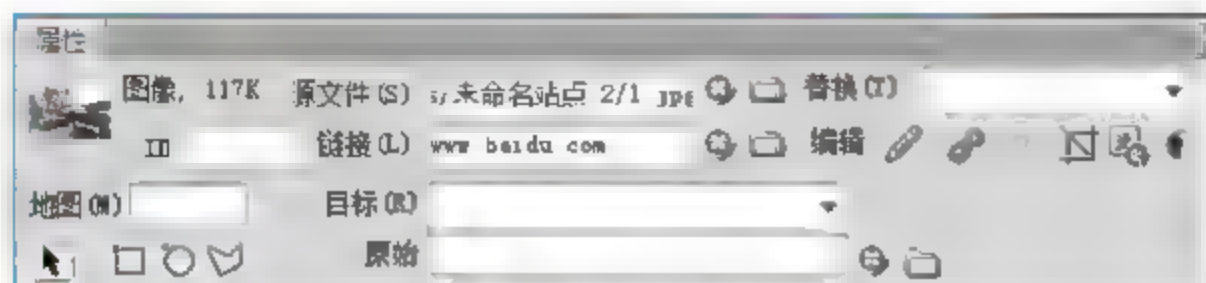 属性
图像, 117K 源文件(S) s/未命名站点 2/1 jpg 替换(T)
ID 链接(L) www baidu com 编辑
地图(M) 目标(R)
原始